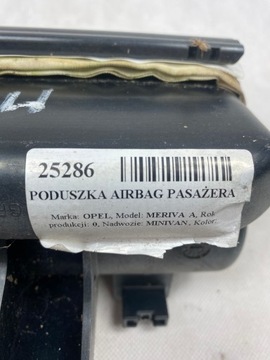 25286
PODUSZKA AIRBAG PASAŻERA
Marka: OPEL, Model: MERIVA A, Rok
produkcji: 0, Nadwozie: MINIVAN, Kolor: